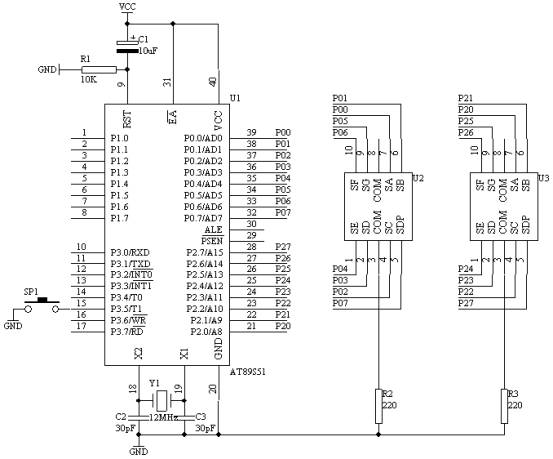 VCC
C1
10uF
R1
GND
10K
9
31
40
U1
RST
EA
VCC
1 P1.0 P0.0/AD0 39 P00
2 P1.1 P0.1/AD1 38 P01
3 P1.2 P0.2/AD2 37 P02
4 P1.3 P0.3/AD3 36 P03
5 P1.4 P0.4/AD4 35 P04
6 P1.5 P0.5/AD5 34 P05
7 P1.6 P0.6/AD6 33 P06
8 P1.7 P0.7/AD7 32 P07
ALE 30
PSEN 29
10 P3.0/RXD P2.7/A15 28 P27
11 P3.1/TXD P2.6/A14 27 P26
12 P3.2/INT0 P2.5/A13 26 P25
13 P3.3/INT1 P2.4/A12 25 P24
14 P3.4/T0 P2.3/A11 24 P23
15 P3.5/T1 P2.2/A10 23 P22
16 P3.6/WR P2.1/A9 22 P21
17 P3.7/RD P2.0/A8 21 P20
SP1
GND
X2
X1
GND
AT89S51
18
19
20
Y1
12MHz
C2
30pF
C3
30pF
GND
P01
P00
P05
P06
10 9 8 7 6
SF SG COM SA SB
U2
SE SD COM SC SDP
1 2 3 4 5
P04
P03
P02
P07
R2
220
P21
P20
P25
P26
10 9 8 7 6
SF SG COM SA SB
U3
SE SD COM SC SDP
1 2 3 4 5
P24
P23
P22
P27
R3
220